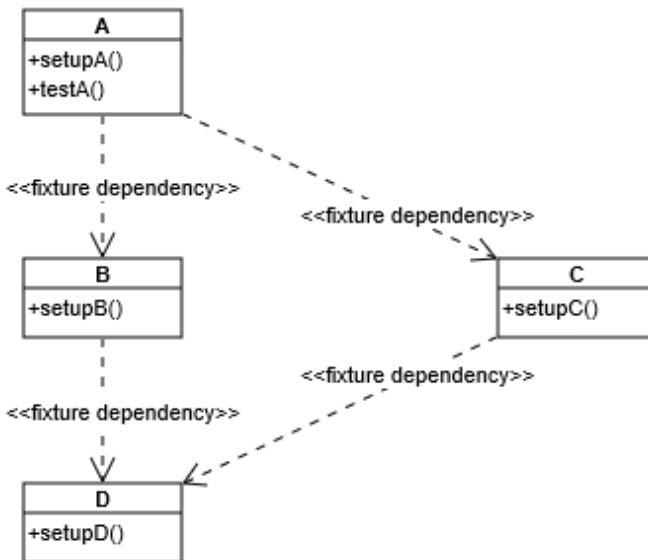 A
+setupA()
+testA()
<<fixture dependency>>
<<fixture dependency>>
B
+setupB()
C
+setupC()
<<fixture dependency>>
<<fixture dependency>>
D
+setupD()